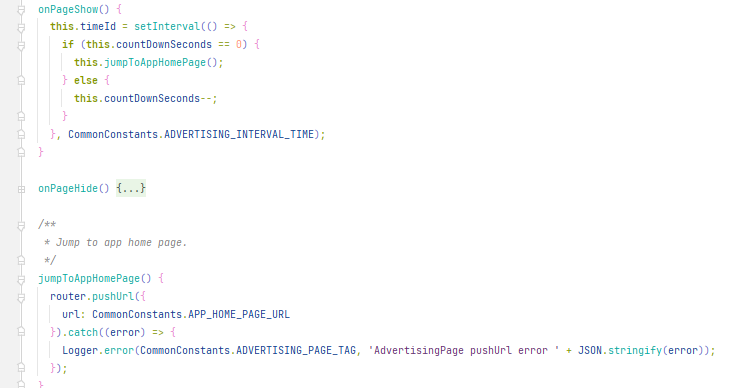 onPageShow() {
this.timeId = setInterval(() => {
if (this.countDownSeconds == 0) {
this.jumpToAppHomePage();
} else {
this.countDownSeconds--;
}
}, CommonConstants.ADVERTISING_INTERVAL_TIME);
}
onPageHide() {...}
/**
* Jump to app home page.
*/
jumpToAppHomePage() {
router.pushUrl({
url: CommonConstants.APP_HOME_PAGE_URL
}).catch((error) => {
Logger.error(CommonConstants.ADVERTISING_PAGE_TAG, 'AdvertisingPage pushUrl error ' + JSON.stringify(error));
});
}